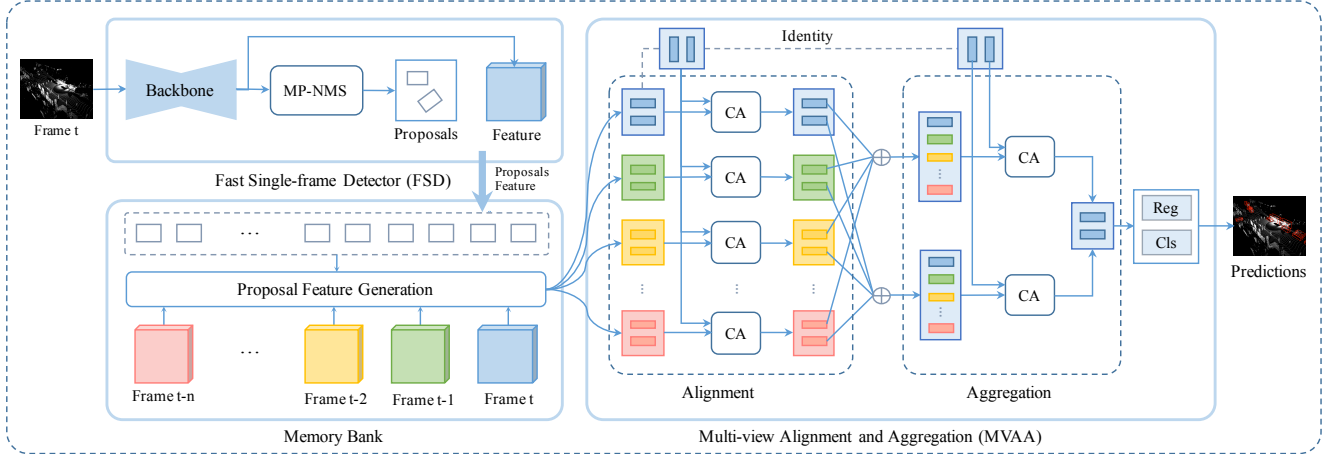 Frame t
Backbone
MP-NMS
Proposals
Feature
Fast Single-frame Detector (FSD)
Proposals
Feature
...
Proposal Feature Generation
...
Frame t-n
Frame t-2
Frame t-1
Frame t
Memory Bank
Identity
CA
CA
CA
...
...
...
CA
Alignment
...
CA
...
CA
Aggregation
Reg
Cls
Predictions
Multi-view Alignment and Aggregation (MVAA)